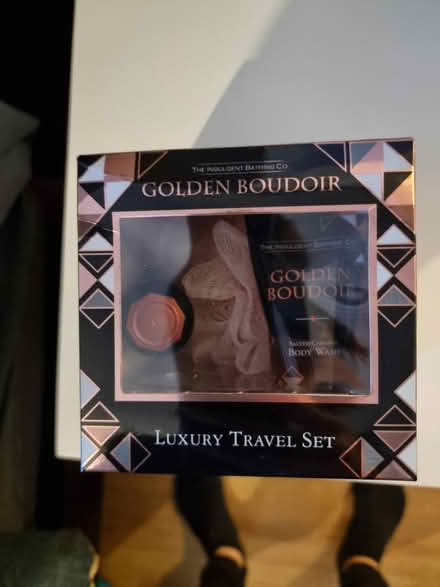 THE INDULGENT BATHING CO
GOLDEN BOUDOIR
THE INDULGENT BATHING CO
GOLDEN
BOUDOIR
SALTED CARAMEL
BODY WASH
LUXURY TRAVEL SET